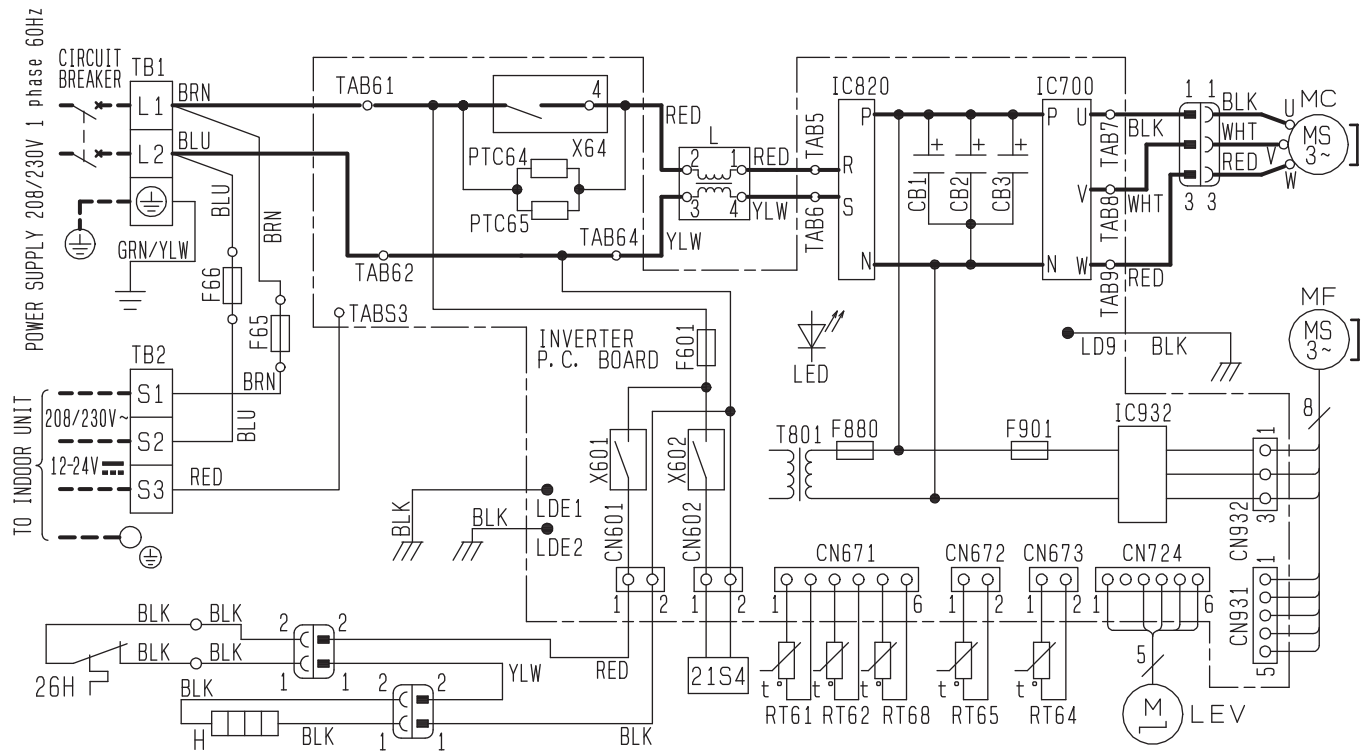 POWER SUPPLY 208/230V 1 phase 60Hz
CIRCUIT
BREAKER
TB1
L1
L2
BRN
BLU
GRN/YLW
BLU
BRN
F66
F65
TAB61
TAB62
TABS3
4
X64
PTC64
PTC65
TAB64
RED
YLW
L
2 1
3 4
RED
YLW
TAB5
TAB6
IC820
P
R
S
N
CB1
CB2
CB3
+
+
+
IC700
P U
V
N W
TAB7
TAB8
TAB9
BLK
WHT
RED
1 1
3 3
BLK
WHT
RED
U
V
W
MC
MS
3~
MF
MS
3~
8
TB2
S1
S2
S3
BRN
BLU
RED
TO INDOOR UNIT
208/230V~
12-24V
INVERTER
P.C. BOARD
F601
LED
LD9
BLK
X601
X602
T801
F880
F901
IC932
1
3
CN932
BLK
BLK
LDE1
LDE2
CN601
1 2
CN602
1 2
CN671
1 6
CN672
1 2
CN673
1 2
CN724
1 6
CN931
1
5
21S4
t°
RT61
t°
RT62
t°
RT68
t°
RT65
t°
RT64
5
M
LEV
26H
BLK BLK
BLK BLK
2 2
1 1
RED
YLW
BLK
2 2
1 1
H
BLK
BLK